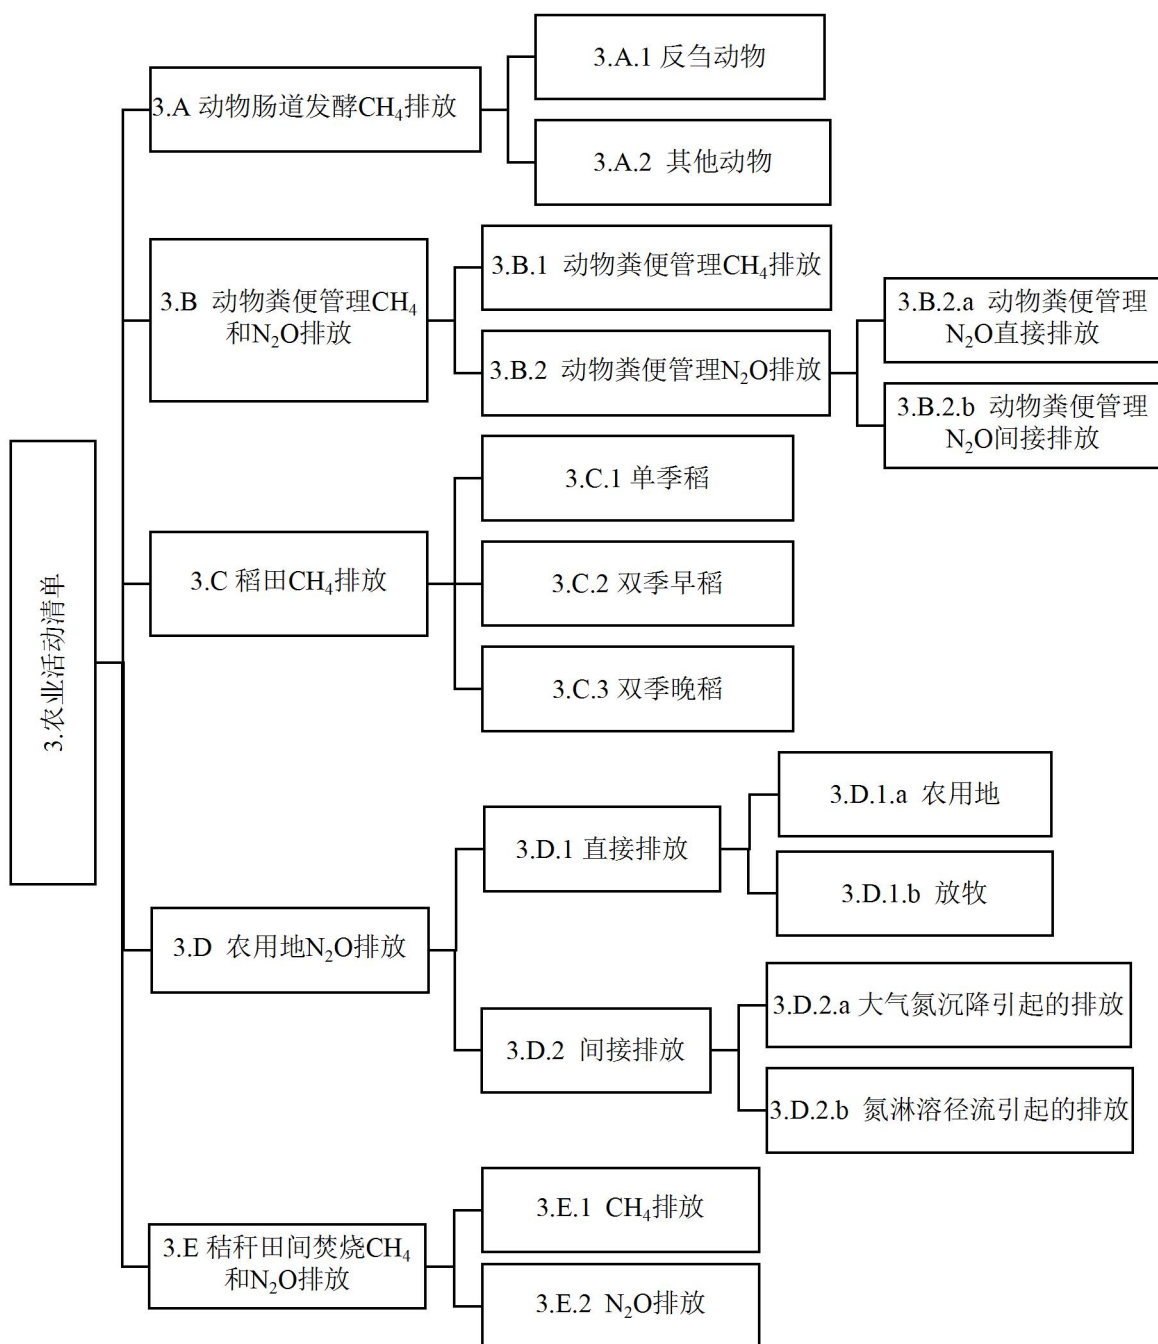 3.农业活动清单
3.A 动物肠道发酵CH₄排放
3.A.1 反刍动物
3.A.2 其他动物
3.B 动物粪便管理CH₄
和N₂O排放
3.B.1 动物粪便管理CH₄排放
3.B.2 动物粪便管理N₂O排放
3.B.2.a 动物粪便管理
N₂O直接排放
3.B.2.b 动物粪便管理
N₂O间接排放
3.C 稻田CH₄排放
3.C.1 单季稻
3.C.2 双季早稻
3.C.3 双季晚稻
3.D 农用地N₂O排放
3.D.1 直接排放
3.D.1.a 农用地
3.D.1.b 放牧
3.D.2 间接排放
3.D.2.a 大气氮沉降引起的排放
3.D.2.b 氮淋溶径流引起的排放
3.E 秸秆田间焚烧CH₄
和N₂O排放
3.E.1 CH₄排放
3.E.2 N₂O排放